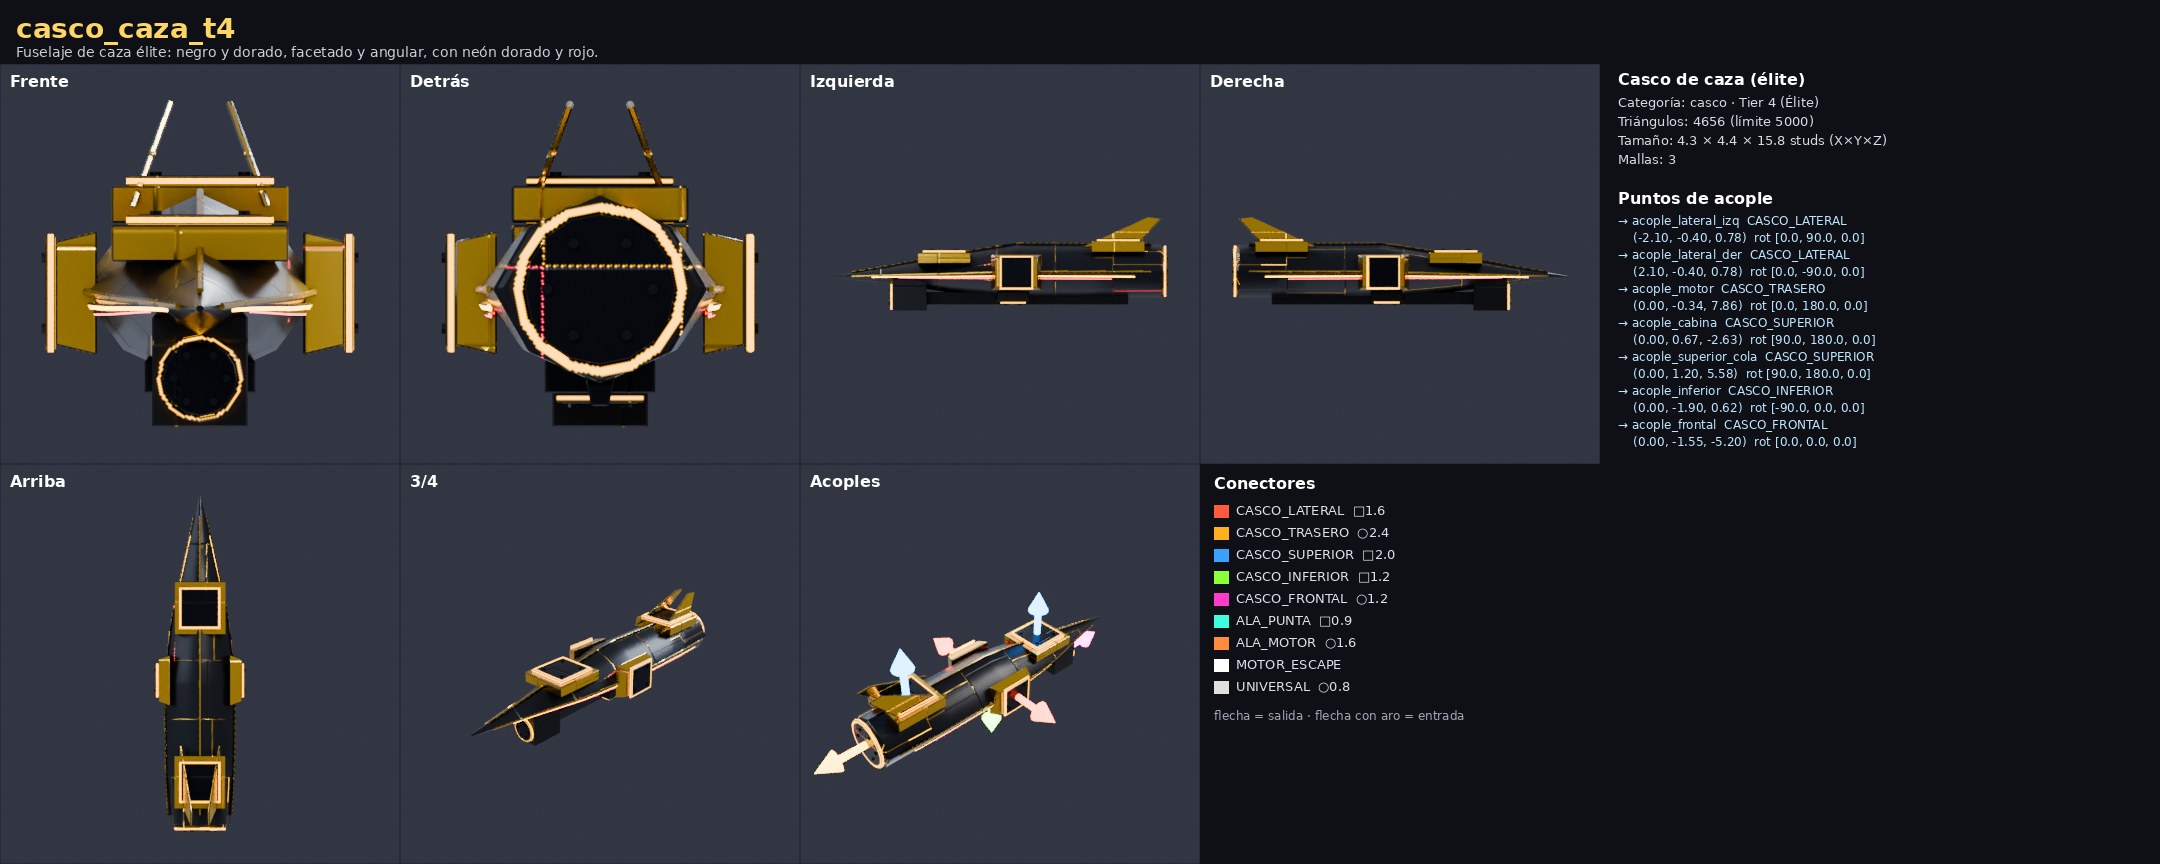 casco_caza_t4
Fuselaje de caza élite: negro y dorado, facetado y angular, con neón dorado y rojo.
Frente
Detrás
Izquierda
Derecha
Casco de caza (élite)
Categoría: casco · Tier 4 (Élite)
Triángulos: 4656 (límite 5000)
Tamaño: 4.3 × 4.4 × 15.8 studs (X×Y×Z)
Mallas: 3
Puntos de acople
→ acople_lateral_izq  CASCO_LATERAL
(-2.10, -0.40, 0.78)  rot [0.0, 90.0, 0.0]
→ acople_lateral_der  CASCO_LATERAL
(2.10, -0.40, 0.78)  rot [0.0, -90.0, 0.0]
→ acople_motor  CASCO_TRASERO
(0.00, -0.34, 7.86)  rot [0.0, 180.0, 0.0]
→ acople_cabina  CASCO_SUPERIOR
(0.00, 0.67, -2.63)  rot [90.0, 180.0, 0.0]
→ acople_superior_cola  CASCO_SUPERIOR
(0.00, 1.20, 5.58)  rot [90.0, 180.0, 0.0]
→ acople_inferior  CASCO_INFERIOR
(0.00, -1.90, 0.62)  rot [-90.0, 0.0, 0.0]
→ acople_frontal  CASCO_FRONTAL
(0.00, -1.55, -5.20)  rot [0.0, 0.0, 0.0]
Arriba
3/4
Acoples
Conectores
CASCO_LATERAL  □1.6
CASCO_TRASERO  ○2.4
CASCO_SUPERIOR  □2.0
CASCO_INFERIOR  □1.2
CASCO_FRONTAL  ○1.2
ALA_PUNTA  □0.9
ALA_MOTOR  ○1.6
MOTOR_ESCAPE
UNIVERSAL  ○0.8
flecha = salida · flecha con aro = entrada